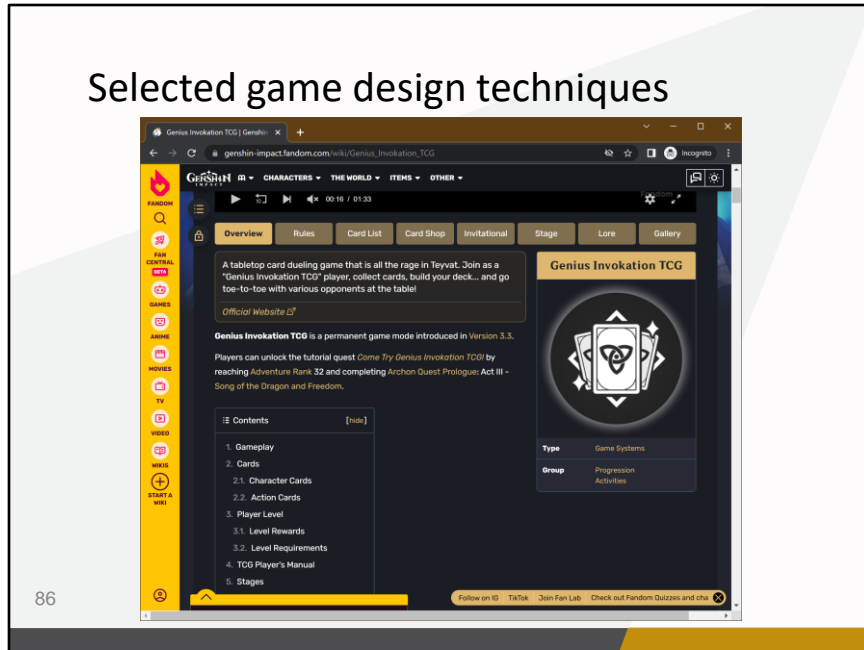 Selected game design techniques
Genius Invokation TCG | Genshin
genshin-impact.fandom.com/wiki/Genius_Invokation_TCG
Incognito
GENSHIN IMPACT
CHARACTERS
THE WORLD
ITEMS
OTHER
FANDOM
FAN CENTRAL
BETA
GAMES
ANIME
MOVIES
TV
VIDEO
WIKIS
START A WIKI
10
00:16 / 01:33
Fandom
Overview
Rules
Card List
Card Shop
Invitational
Stage
Lore
Gallery
A tabletop card dueling game that is all the rage in Teyvat. Join as a
"Genius Invokation TCG" player, collect cards, build your deck... and go
toe-to-toe with various opponents at the table!
Official Website
Genius Invokation TCG is a permanent game mode introduced in Version 3.3.
Players can unlock the tutorial quest Come Try Genius Invokation TCG! by
reaching Adventure Rank 32 and completing Archon Quest Prologue: Act III -
Song of the Dragon and Freedom.
Contents [hide]
1. Gameplay
2. Cards
2.1. Character Cards
2.2. Action Cards
3. Player Level
3.1. Level Rewards
3.2. Level Requirements
4. TCG Player's Manual
5. Stages
Genius Invokation TCG
Type Game Systems
Group Progression
Activities
Follow on IG TikTok Join Fan Lab Check out Fandom Quizzes and cha
86